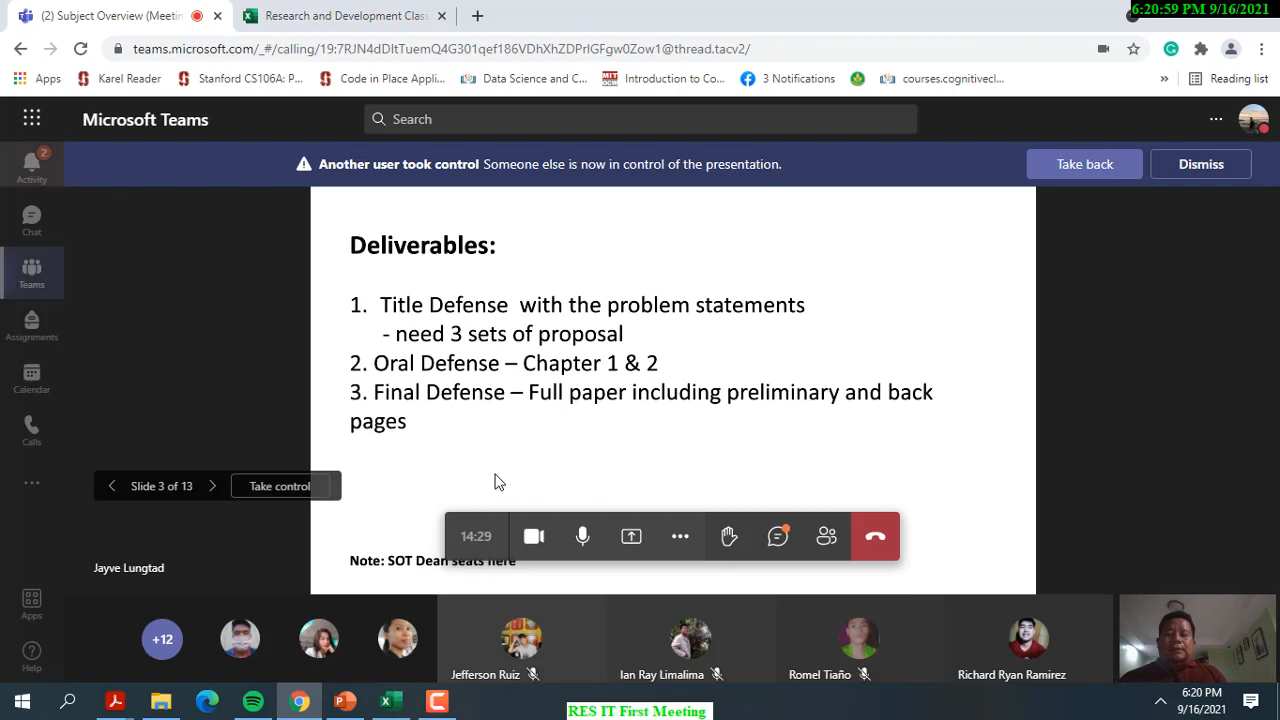 (2) Subject Overview (Meetin
Research and Development Class
6:20:59 PM 9/16/2021
teams.microsoft.com/_#/calling/19:7RJN4dDItTuemQ4G301qef186VDhXhZDPrlGFgw0Zow1@thread.tacv2/
Apps
Karel Reader
Stanford CS106A: P...
Code in Place Appli...
Data Science and C...
Introduction to Co...
3 Notifications
courses.cognitivecl...
»
Reading list
Microsoft Teams
Search
2
Activity
Another user took control Someone else is now in control of the presentation.
Take back
Dismiss
Chat
Teams
Assignments
Calendar
Calls
Deliverables:
1. Title Defense with the problem statements
- need 3 sets of proposal
2. Oral Defense – Chapter 1 & 2
3. Final Defense – Full paper including preliminary and back
pages
Slide 3 of 13
Take control
14:29
Note: SOT Dean seats here
Jayve Lungtad
Apps
Help
+12
Jefferson Ruiz
Ian Ray Limalima
Romel Tiaño
Richard Ryan Ramirez
RES IT First Meeting
6:20 PM
9/16/2021